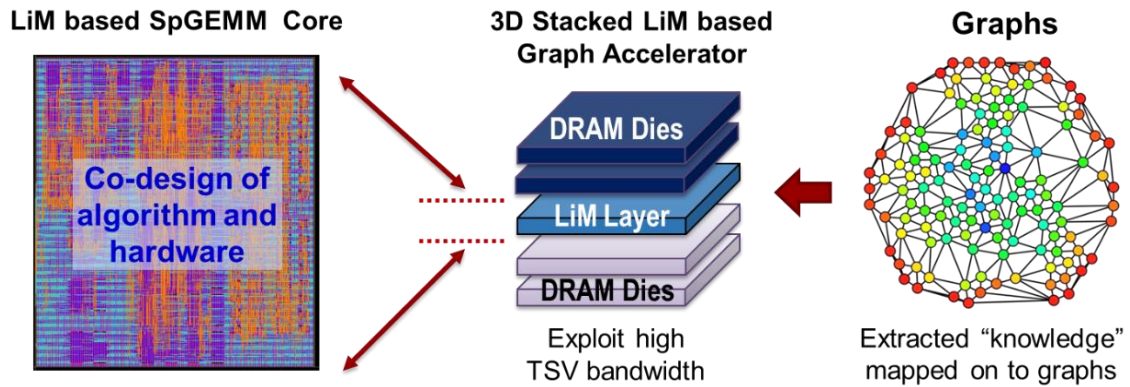 LiM based SpGEMM Core
Co-design of
algorithm and
hardware
3D Stacked LiM based
Graph Accelerator
DRAM Dies
LiM Layer
DRAM Dies
Exploit high
TSV bandwidth
Graphs
Extracted “knowledge”
mapped on to graphs